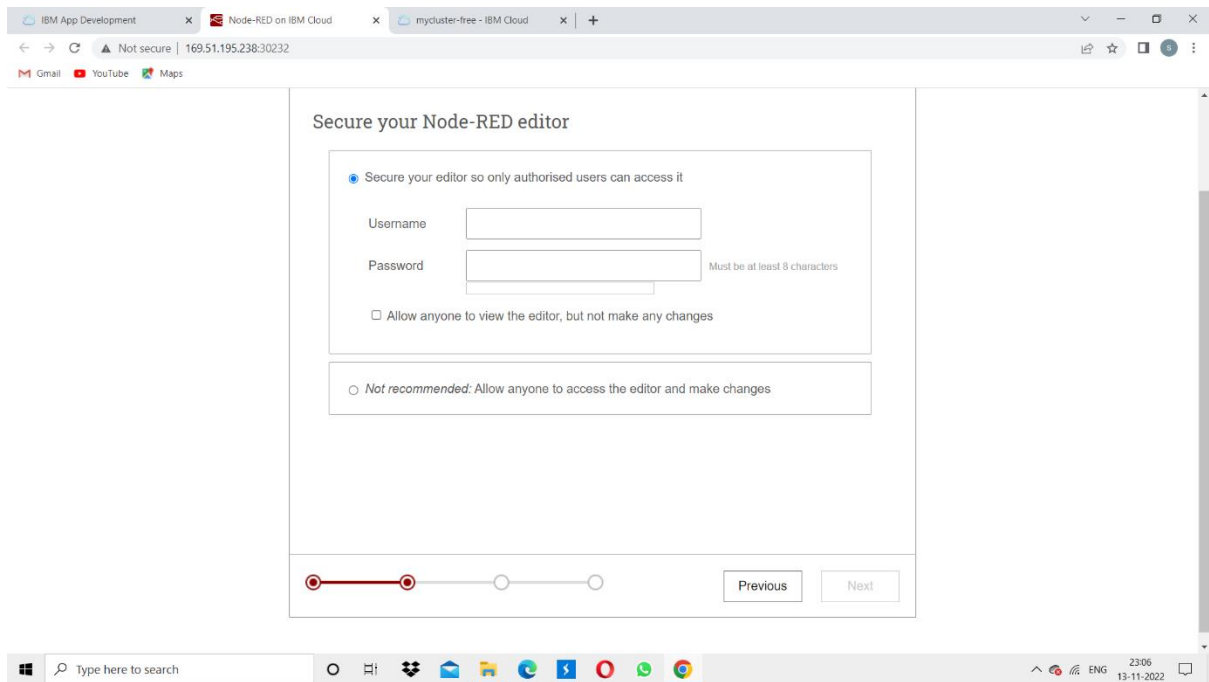 IBM App Development Node-RED on IBM Cloud mycluster-free - IBM Cloud
Not secure | 169.51.195.238:30232 S
Gmail YouTube Maps
Secure your Node-RED editor
Secure your editor so only authorised users can access it
Username
Password Must be at least 8 characters
Allow anyone to view the editor, but not make any changes
Not recommended: Allow anyone to access the editor and make changes
Previous Next
Type here to search ENG 23:06
13-11-2022